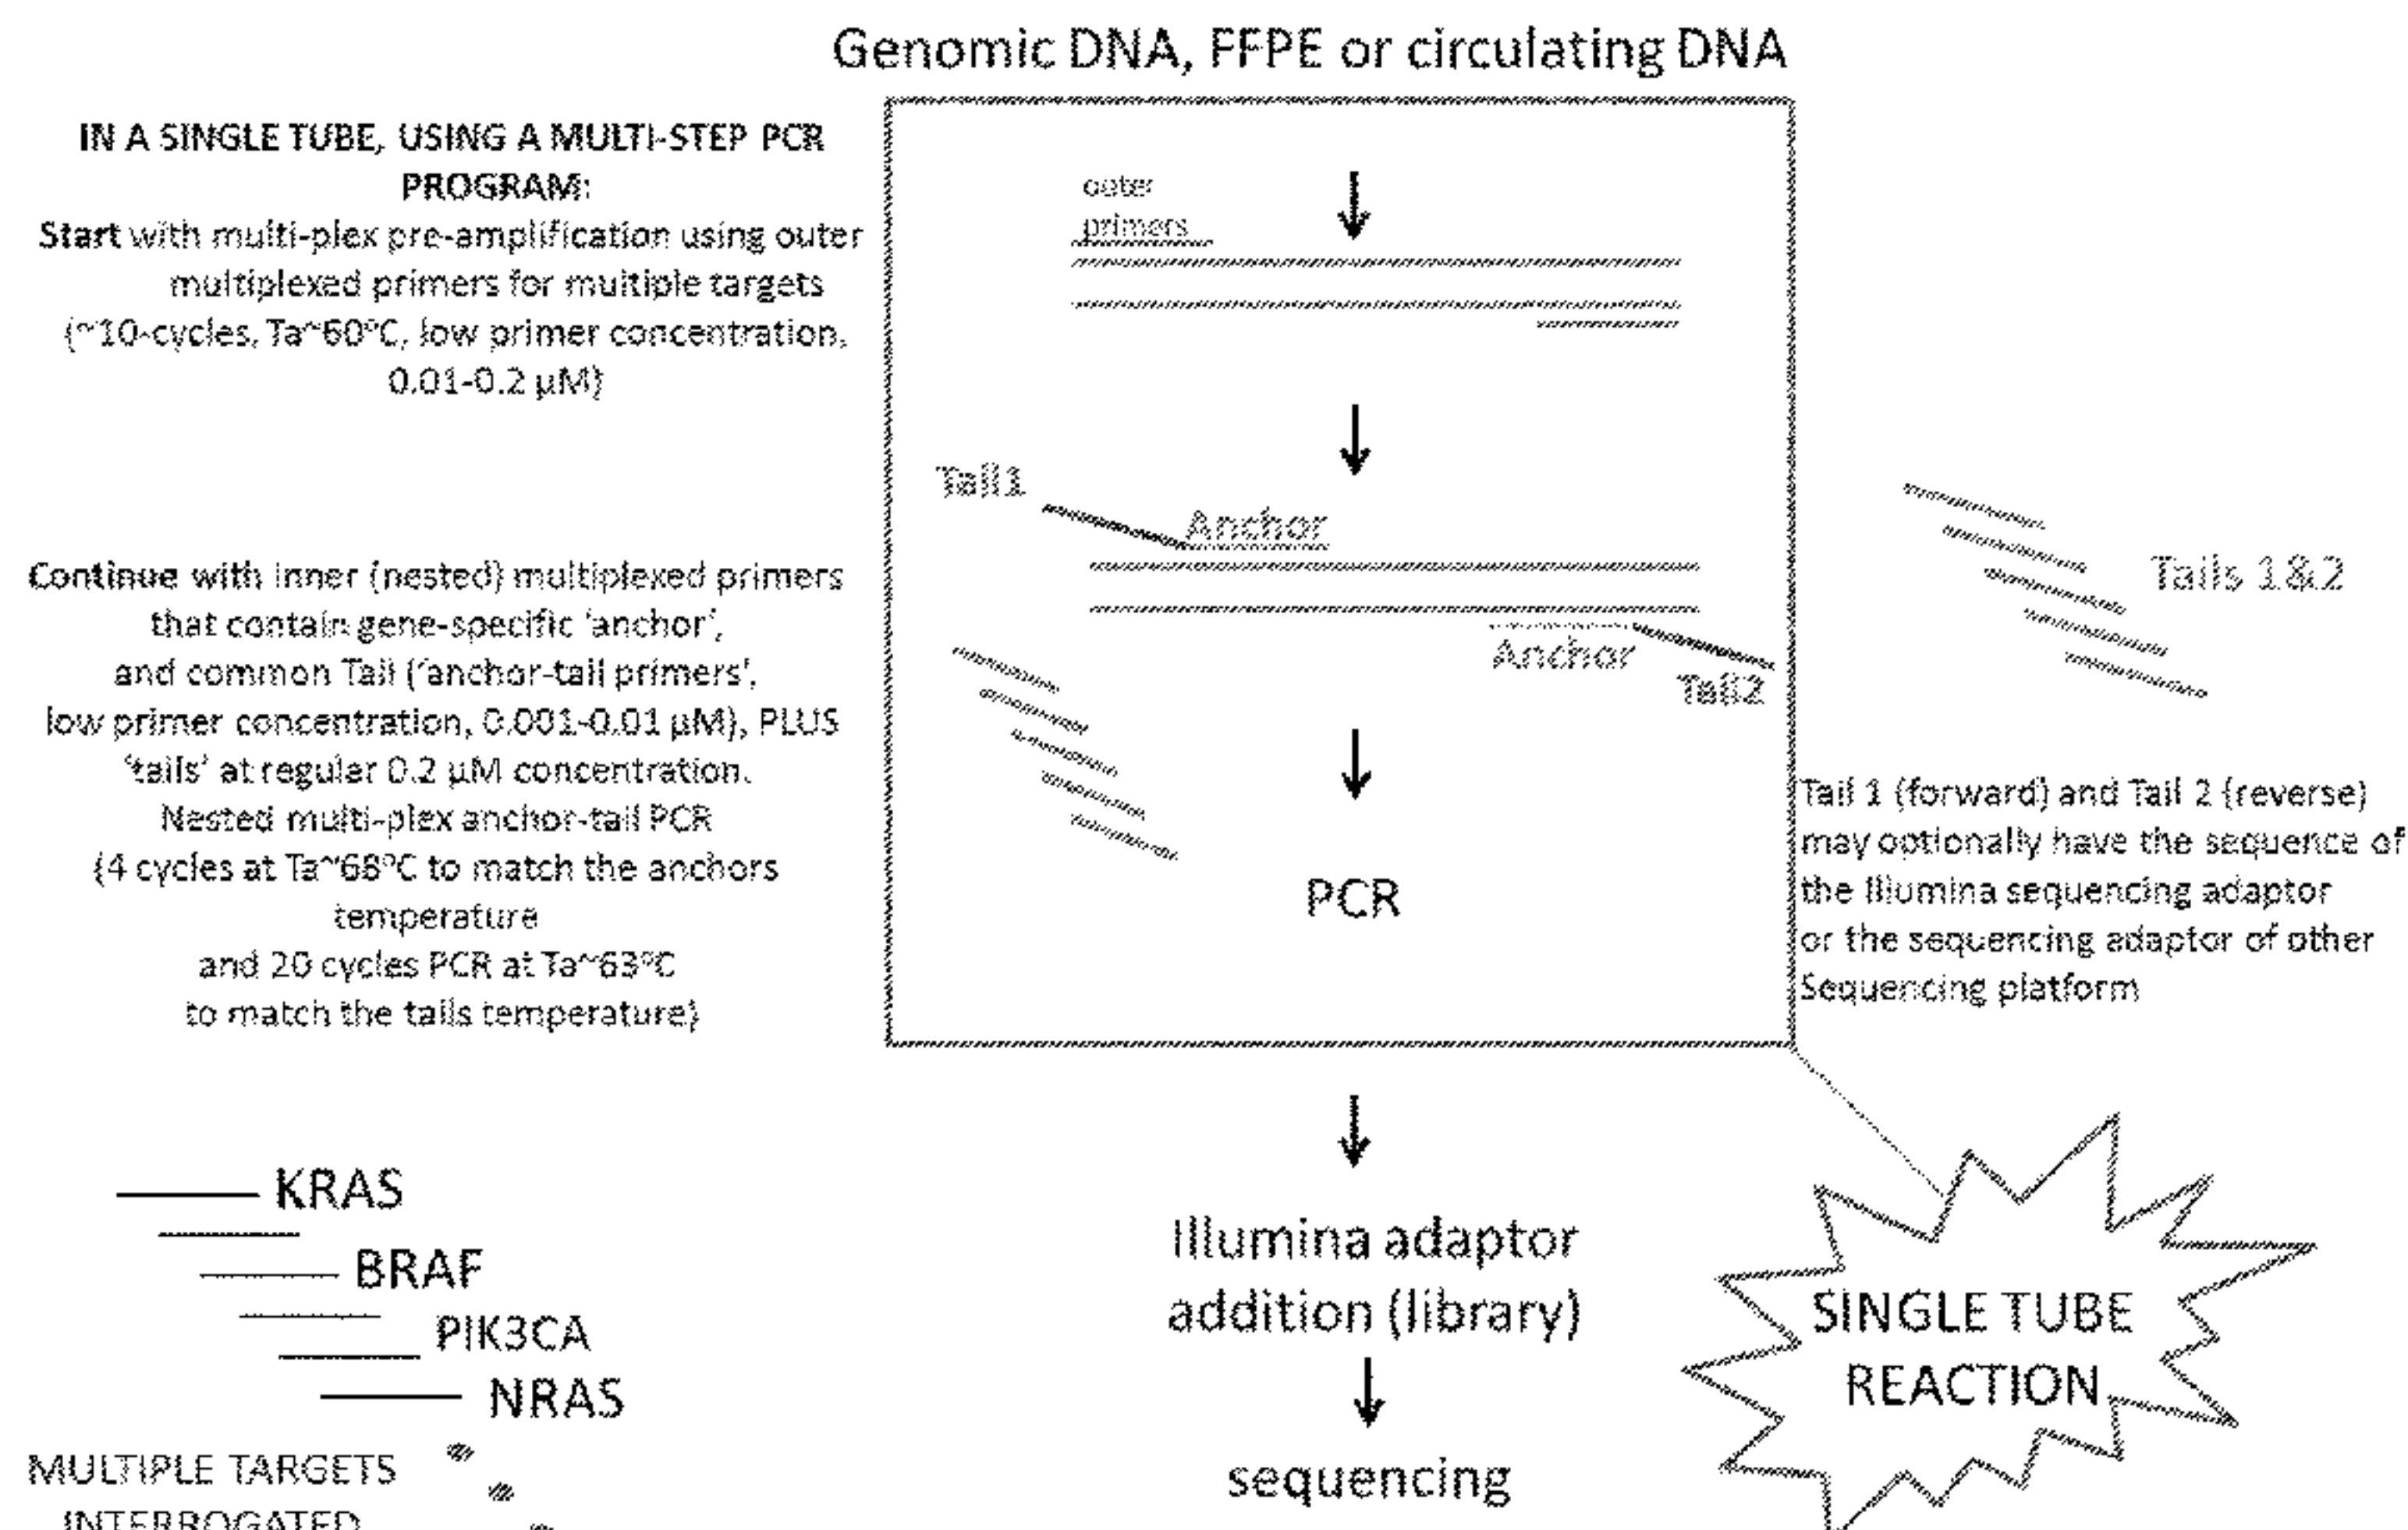 Genomic DNA, FFPE or circulating DNA
IN A SINGLE TUBE, USING A MULTI-STEP PCR
PROGRAM:
Start with multi-plex pre-amplification using outer
multiplexed primers for multiple targets
(~10-cycles, Ta~60°C, low primer concentration,
0.01-0.2 µM)
outer
primers
Tail1
Anchor
Anchor
Tail2
Tails 1&2
Continue with inner (nested) multiplexed primers
that contain gene-specific 'anchor',
and common Tail ('anchor-tail primers',
low primer concentration, 0.001-0.01 µM), PLUS
'tails' at regular 0.2 µM concentration.
Nested multi-plex anchor-tail PCR
(4 cycles at Ta~68°C to match the anchors
temperature
and 20 cycles PCR at Ta~63°C
to match the tails temperature)
PCR
Tail 1 (forward) and Tail 2 (reverse)
may optionally have the sequence of
the Illumina sequencing adaptor
or the sequencing adaptor of other
Sequencing platform
KRAS
BRAF
PIK3CA
NRAS
MULTIPLE TARGETS
INTERROGATED
Illumina adaptor
addition (library)
sequencing
SINGLE TUBE
REACTION